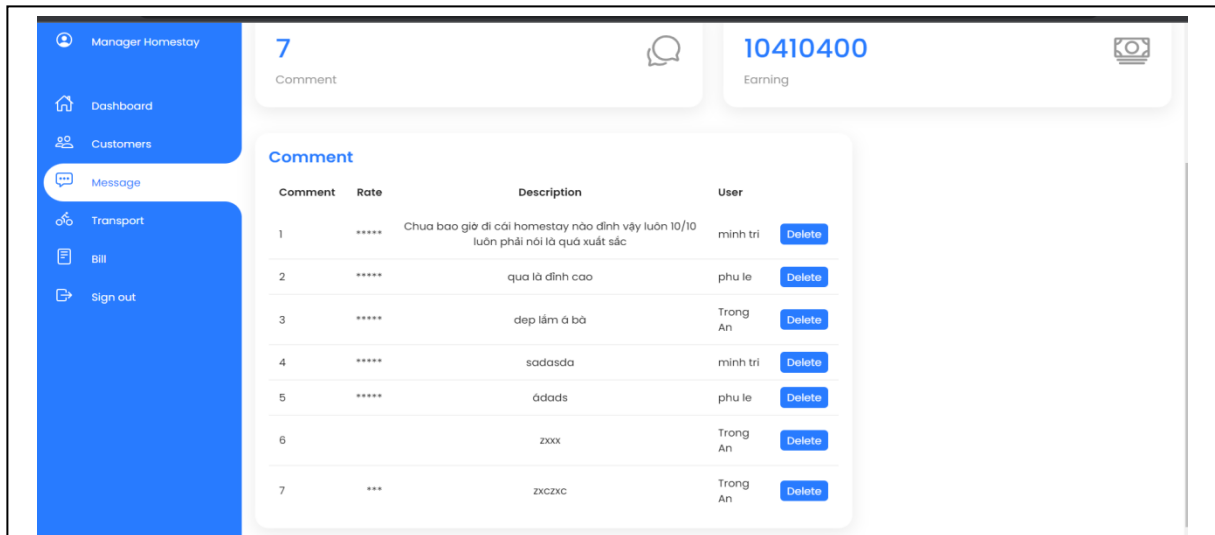 Manager Homestay
Dashboard
Customers
Message
Transport
Bill
Sign out
7
Comment
10410400
Earning
Comment
Comment Rate Description User
1 ***** Chua bao giờ đi cái homestay nào đỉnh vậy luôn 10/10
luôn phải nói là quá xuất sắc minh tri Delete
2 ***** qua là đỉnh cao phu le Delete
3 ***** dep lắm á bà Trong
An Delete
4 ***** sadasda minh tri Delete
5 ***** ádads phu le Delete
6 zxxx Trong
An Delete
7 *** zxczxc Trong
An Delete